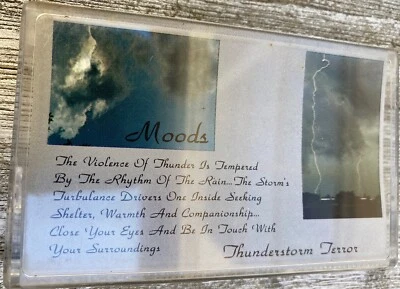 Moods
The Violence Of Thunder Is Tempered
By The Rhythm Of The Rain...The Storm's
Turbulance Drivers One Inside Seeking
Shelter, Warmth And Companionship...
Close Your Eyes And Be In Touch With
Your Surroundings
Thunderstorm Terror